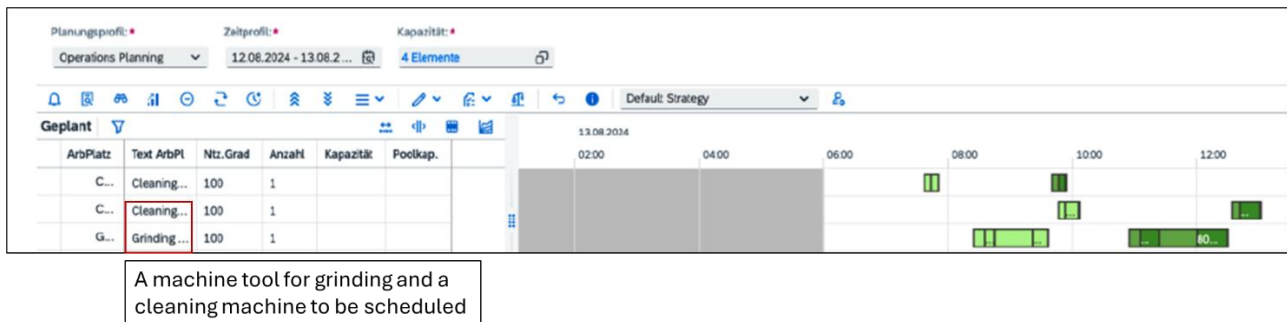 Planungsprofil:* Zeitprofil:* Kapazität:*
Operations Planning 12.08.2024 - 13.08.2 ... 4 Elemente
Default Strategy
Geplant 13.08.2024
ArbPlatz Text ArbPl Ntz.Grad Anzahl Kapazität Poolkap. 02:00 04:00 06:00 08:00 10:00 12:00
C... Cleaning... 100 1
C... Cleaning... 100 1 ... ...
G... Grinding ... 100 1 ... ... ... 80...
A machine tool for grinding and a
cleaning machine to be scheduled